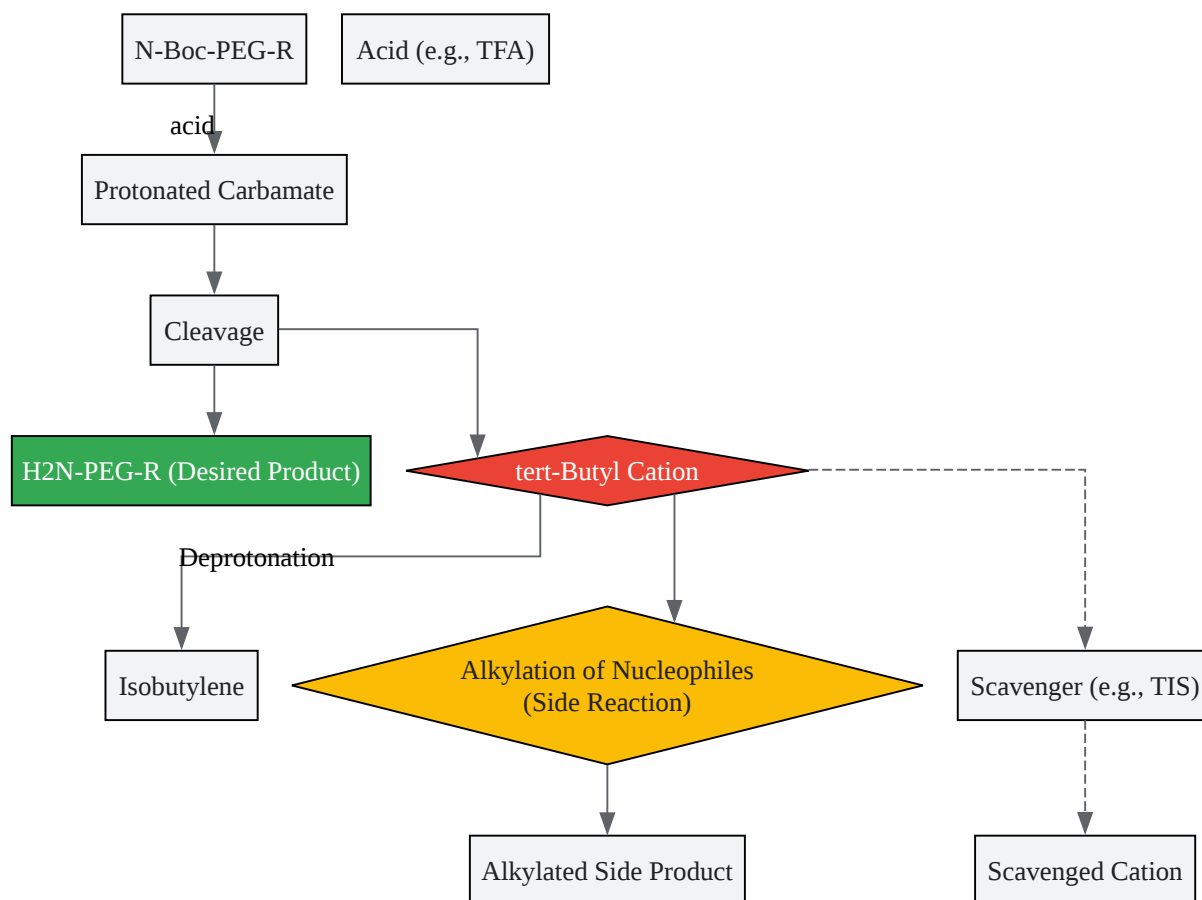 N-Boc-PEG-R
Acid (e.g., TFA)
acid
Protonated Carbamate
Cleavage
H2N-PEG-R (Desired Product)
tert-Butyl Cation
Deprotonation
Isobutylene
Alkylation of Nucleophiles
(Side Reaction)
Scavenger (e.g., TIS)
Alkylated Side Product
Scavenged Cation